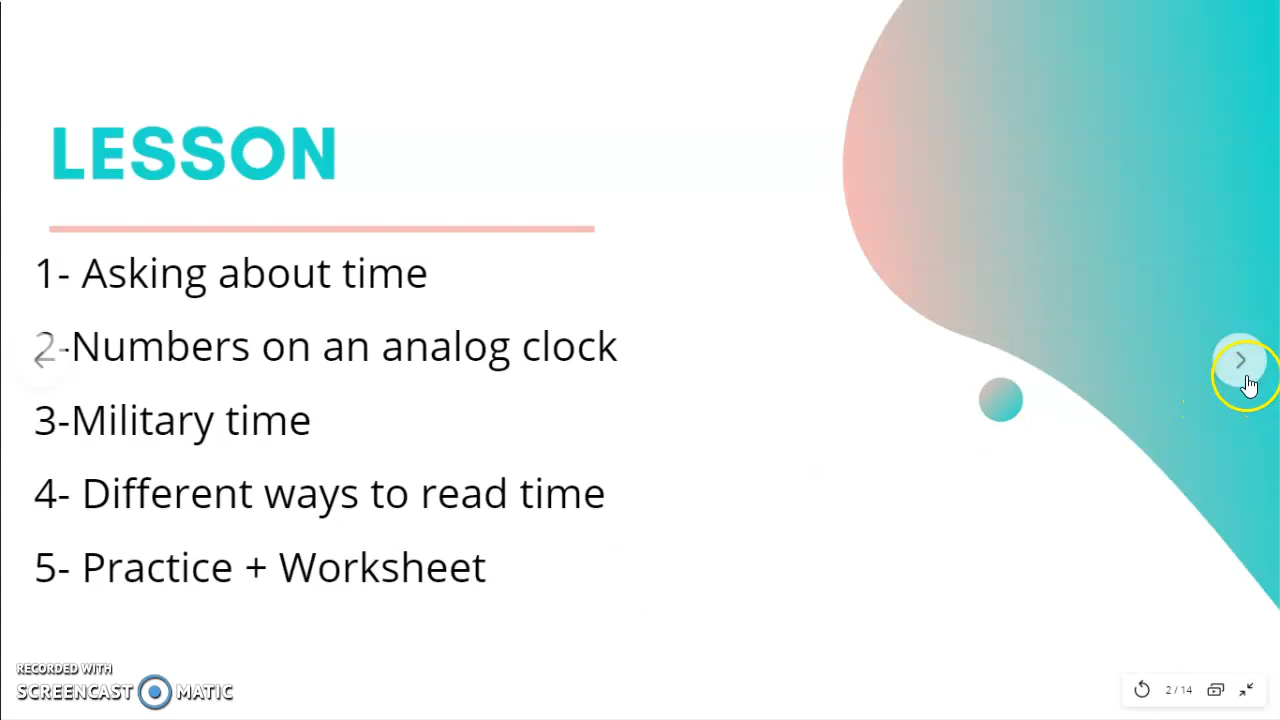 LESSON
1- Asking about time
2-Numbers on an analog clock
3-Military time
4- Different ways to read time
5- Practice + Worksheet
RECORDED WITH
SCREENCAST MATIC
2 / 14